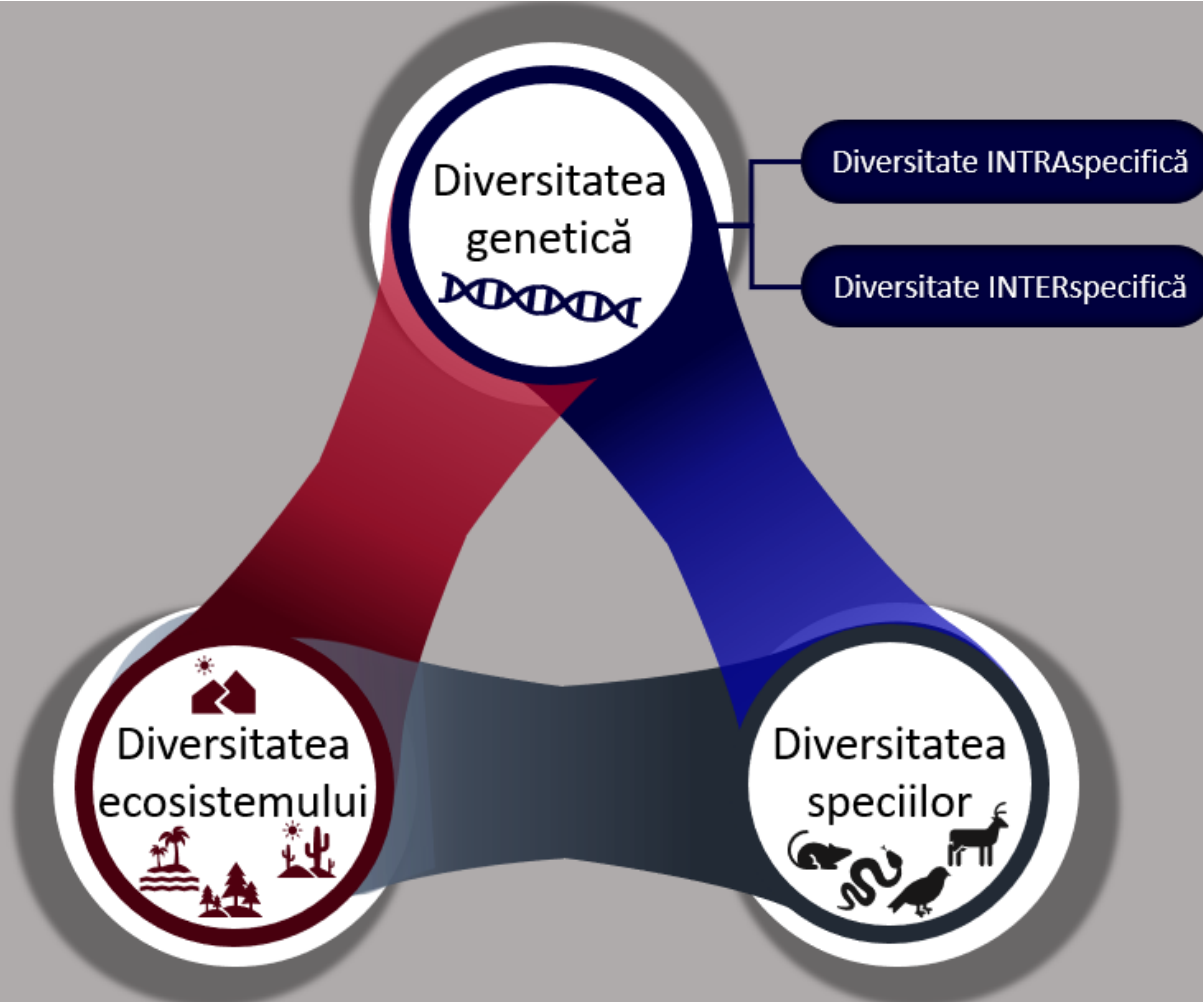 Diversitatea
genetică
Diversitate INTRAspecifică
Diversitate INTERspecifică
Diversitatea
ecosistemului
Diversitatea
speciilor